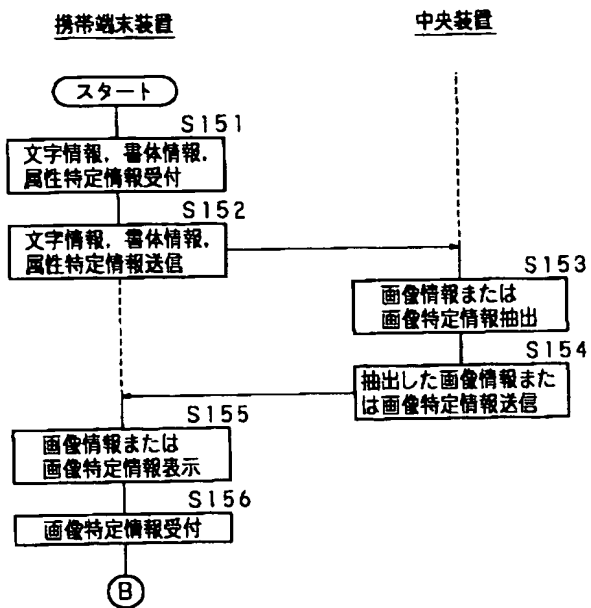 携帯端末装置
中央装置
スタート
S151
文字情報，書体情報，
属性特定情報受付
S152
文字情報，書体情報，
属性特定情報送信
S153
画像情報または
画像特定情報抽出
S154
抽出した画像情報また
は画像特定情報送信
S155
画像情報または
画像特定情報表示
S156
画像特定情報受付
B